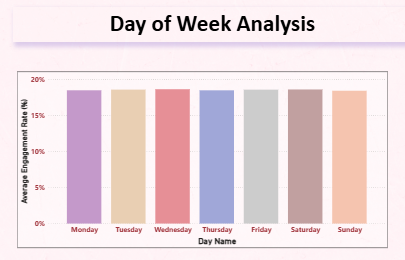 Day of Week Analysis
Average Engagement Rate (%)
20%
15%
10%
5%
0%
Monday Tuesday Wednesday Thursday Friday Saturday Sunday
Day Name